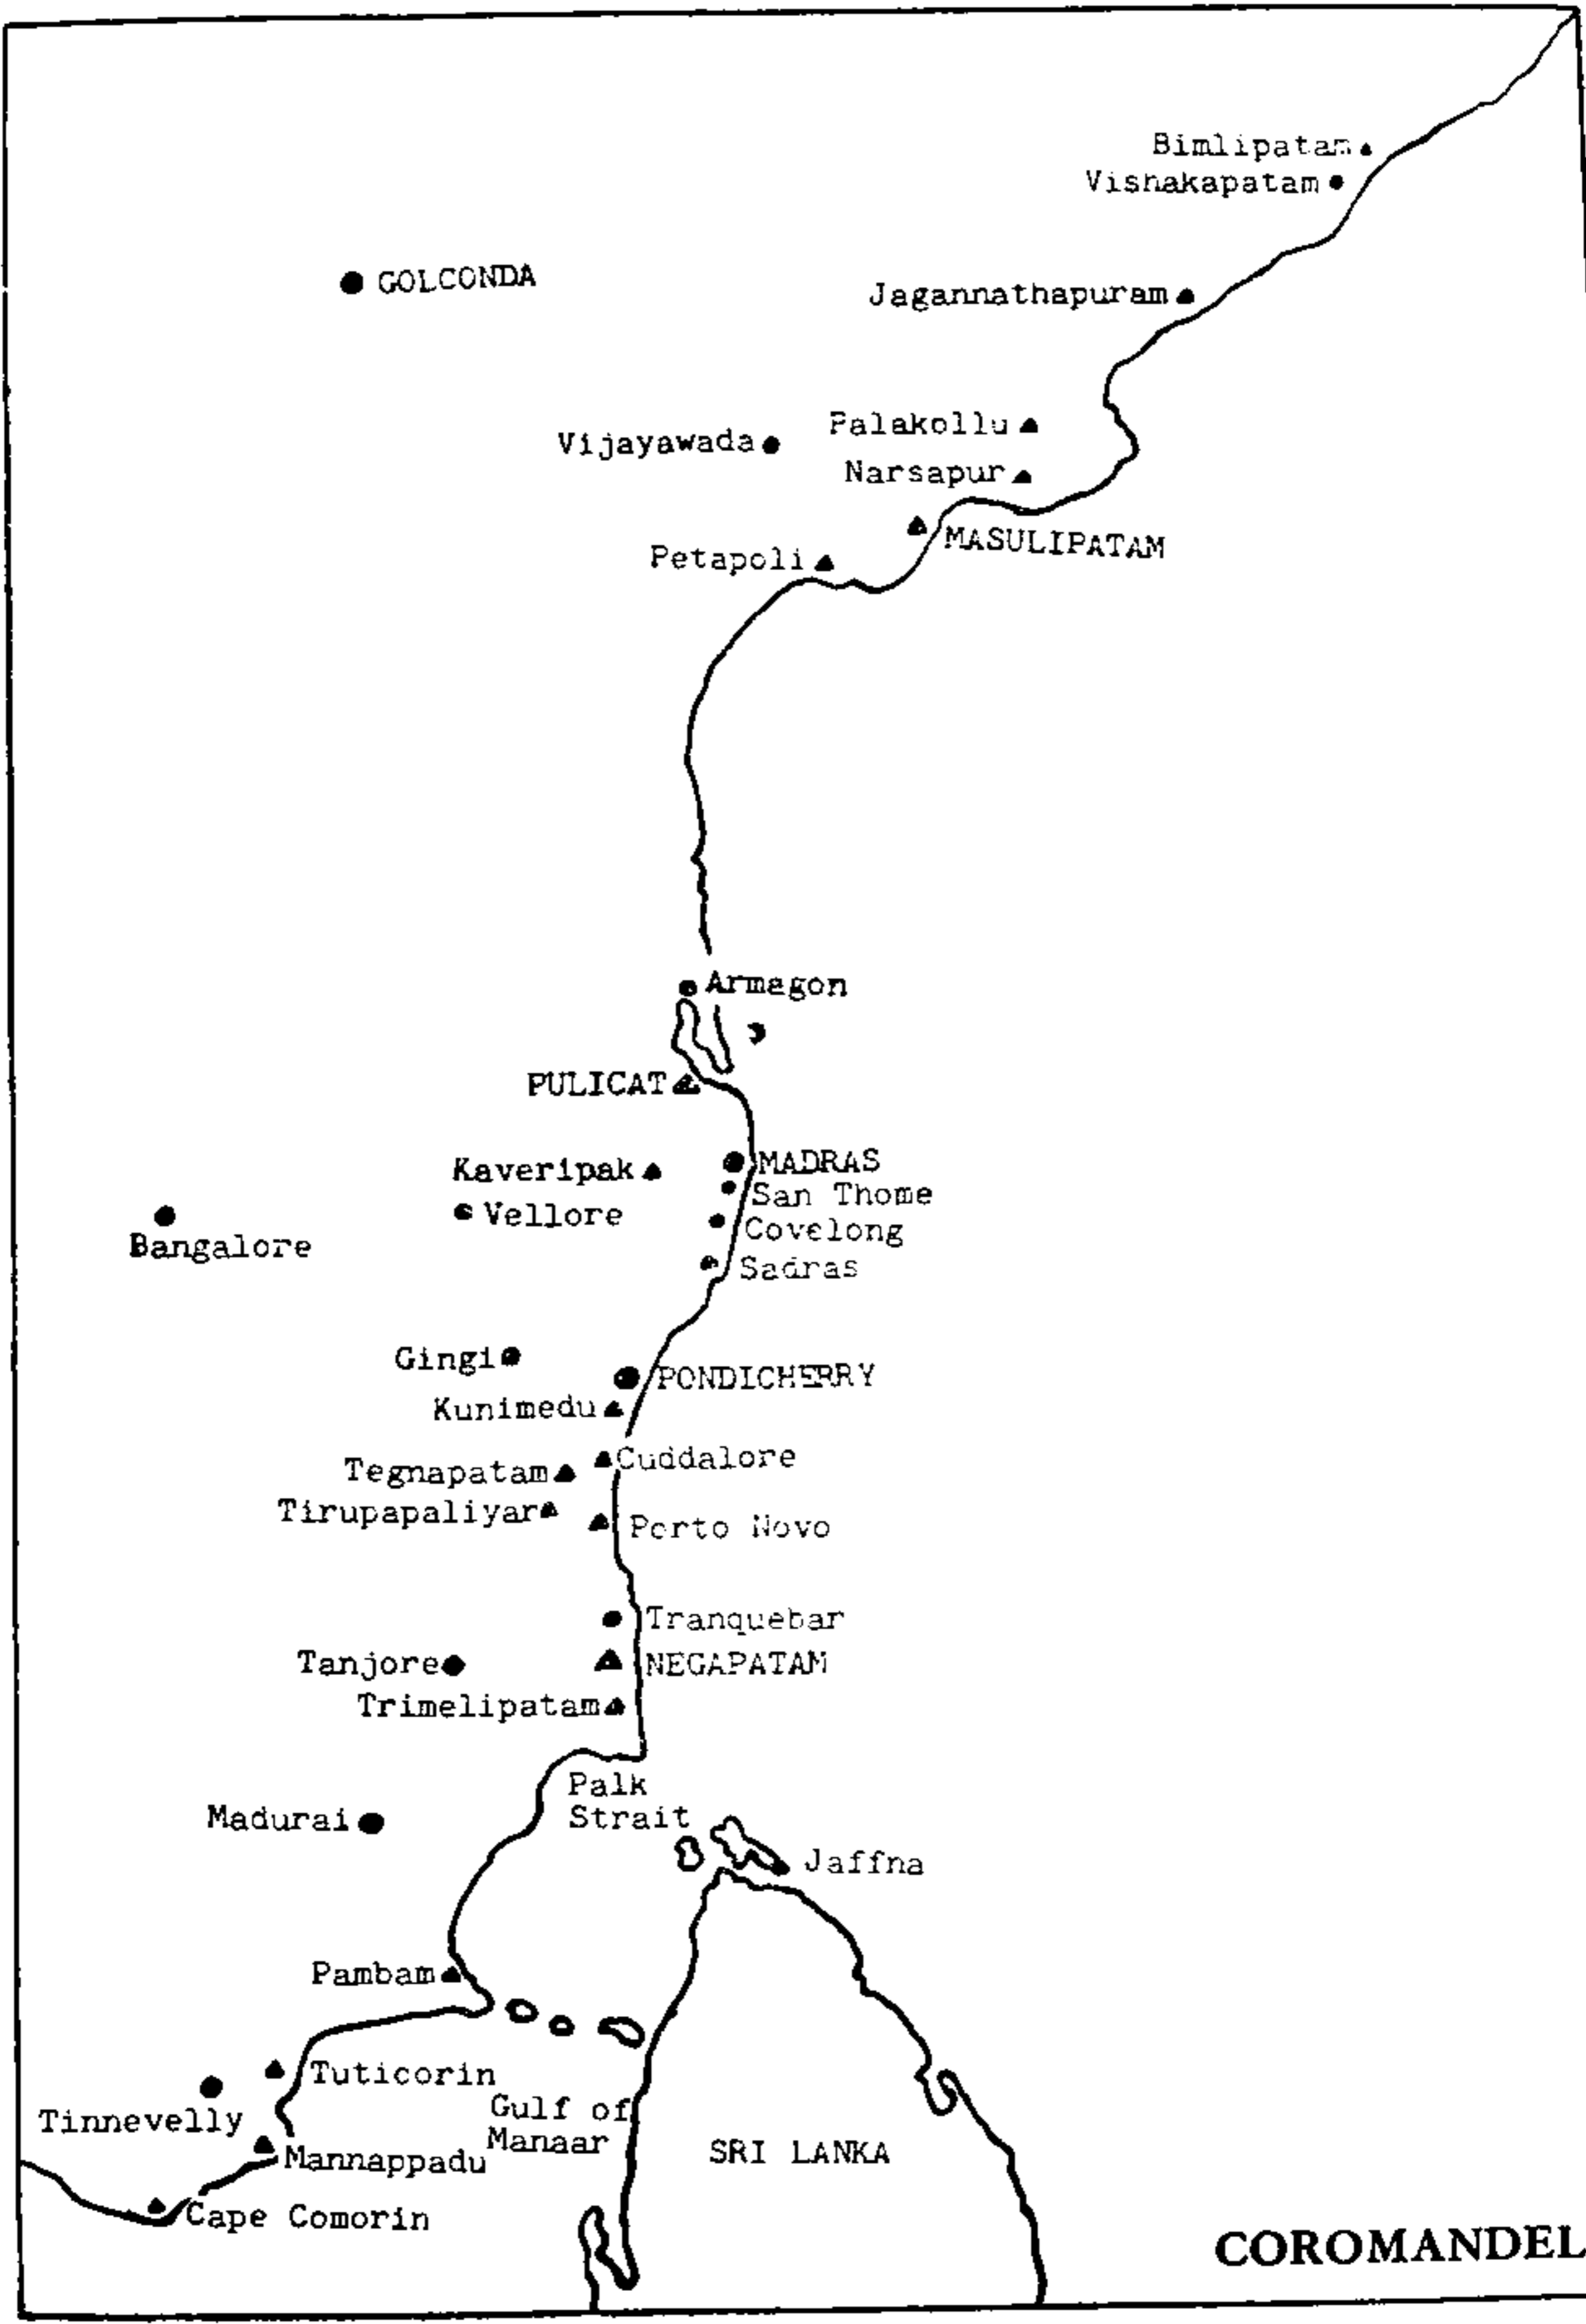 Bimlipatam
Vishakapatam
GOLCONDA
Jagannathapuram
Palakollu
Vijayawada
Narsapur
MASULIPATAM
Petapoli
Armagon
PULICAT
MADRAS
Kaveripak
San Thome
Vellore
Covelong
Bangalore
Sadras
Gingi
PONDICHERRY
Kunimedu
Cuddalore
Tegnapatam
Tirupapaliyar
Porto Novo
Tranquebar
NEGAPATAM
Tanjore
Trimelipatam
Palk
Strait
Madurai
Jaffna
Pambam
Tuticorin
Gulf of
Manaar
Tinnevelly
SRI LANKA
Mannappadu
Cape Comorin
COROMANDEL